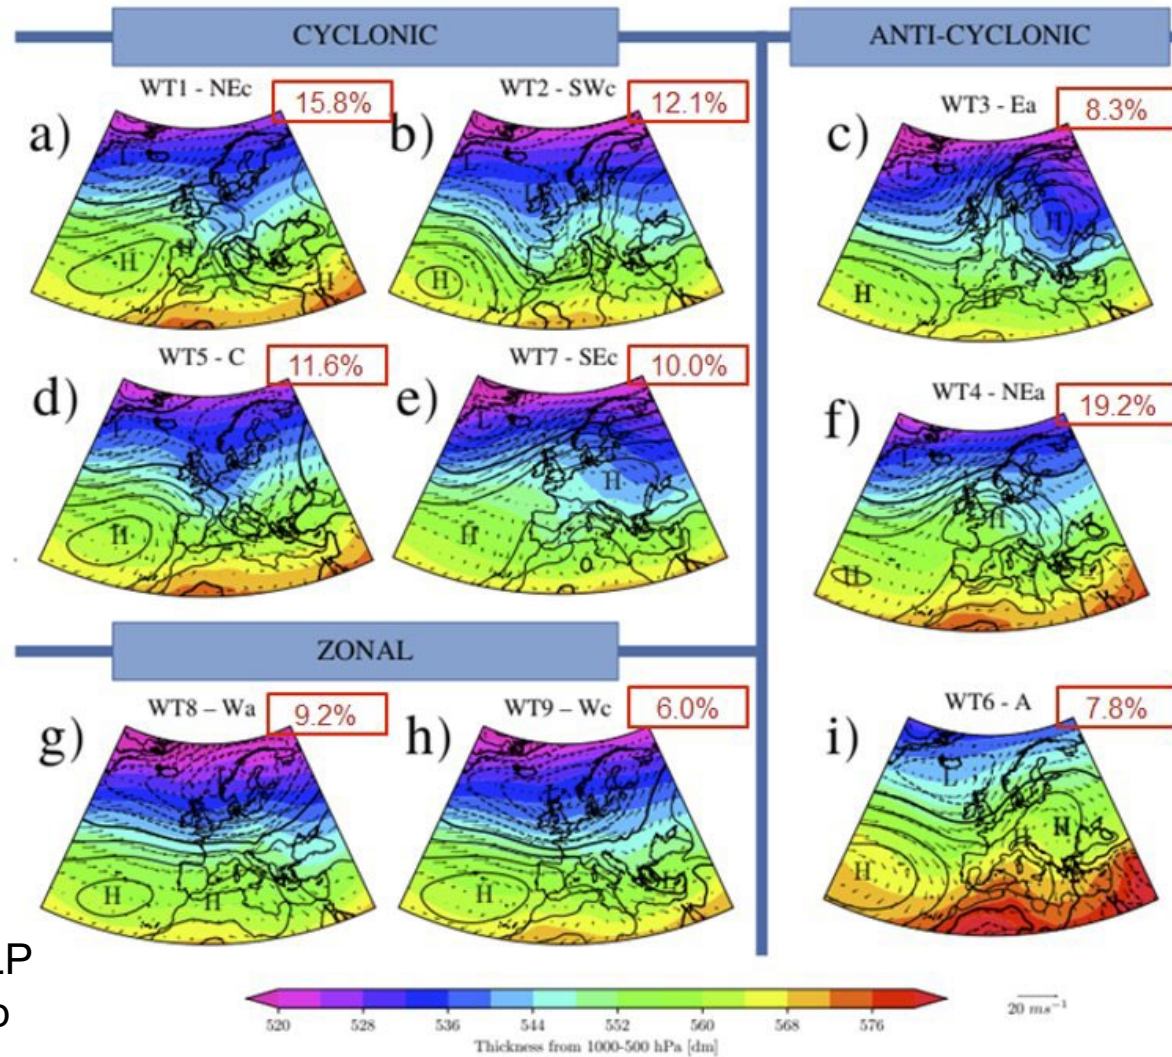 CYCLONIC
ANTI-CYCLONIC
WT1 - NEc
15.8%
WT2 - SWc
12.1%
WT3 - Ea
8.3%
a)
b)
c)
L
H
H
H
L
L
H
L
H
H
H
WT5 - C
11.6%
WT7 - SEc
10.0%
WT4 - NEa
19.2%
d)
e)
f)
L
H
H
H
L
H
H
L
ZONAL
WT8 – Wa
9.2%
WT9 – Wc
6.0%
WT6 - A
7.8%
g)
h)
i)
L
H
H
L
H
H
L
H
H
H
LP
520
528
536
544
552
560
568
576
Thickness from 1000-500 hPa [dm]
20 ms⁻¹